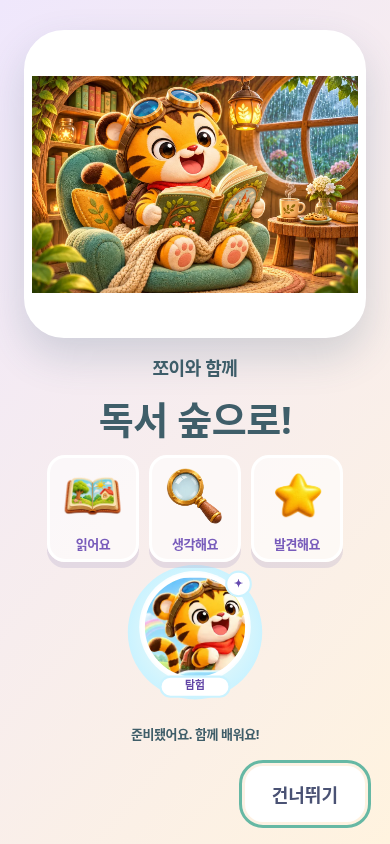 쪼이와 함께
독서 숲으로!
읽어요
생각해요
발견해요
탐험
준비됐어요. 함께 배워요!
건너뛰기